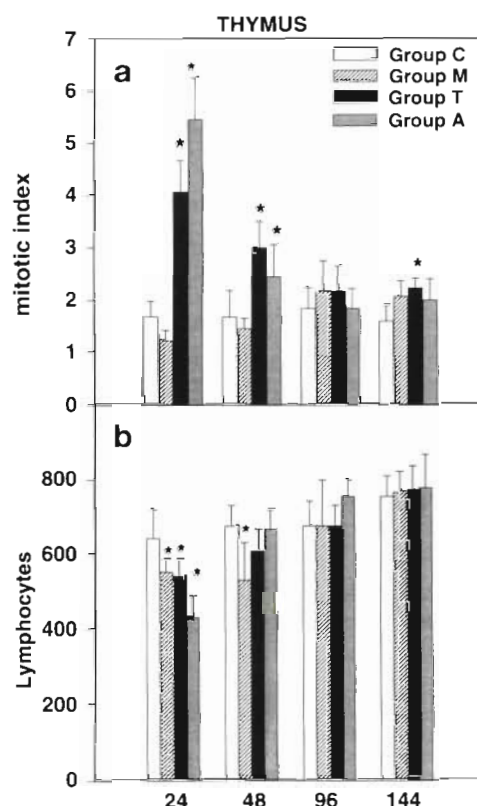 THYMUS
7
6
5
4
3
2
1
0
mitotic index
a
Group C
Group M
Group T
Group A
b
800
600
400
200
0
Lymphocytes
24 48 96 144